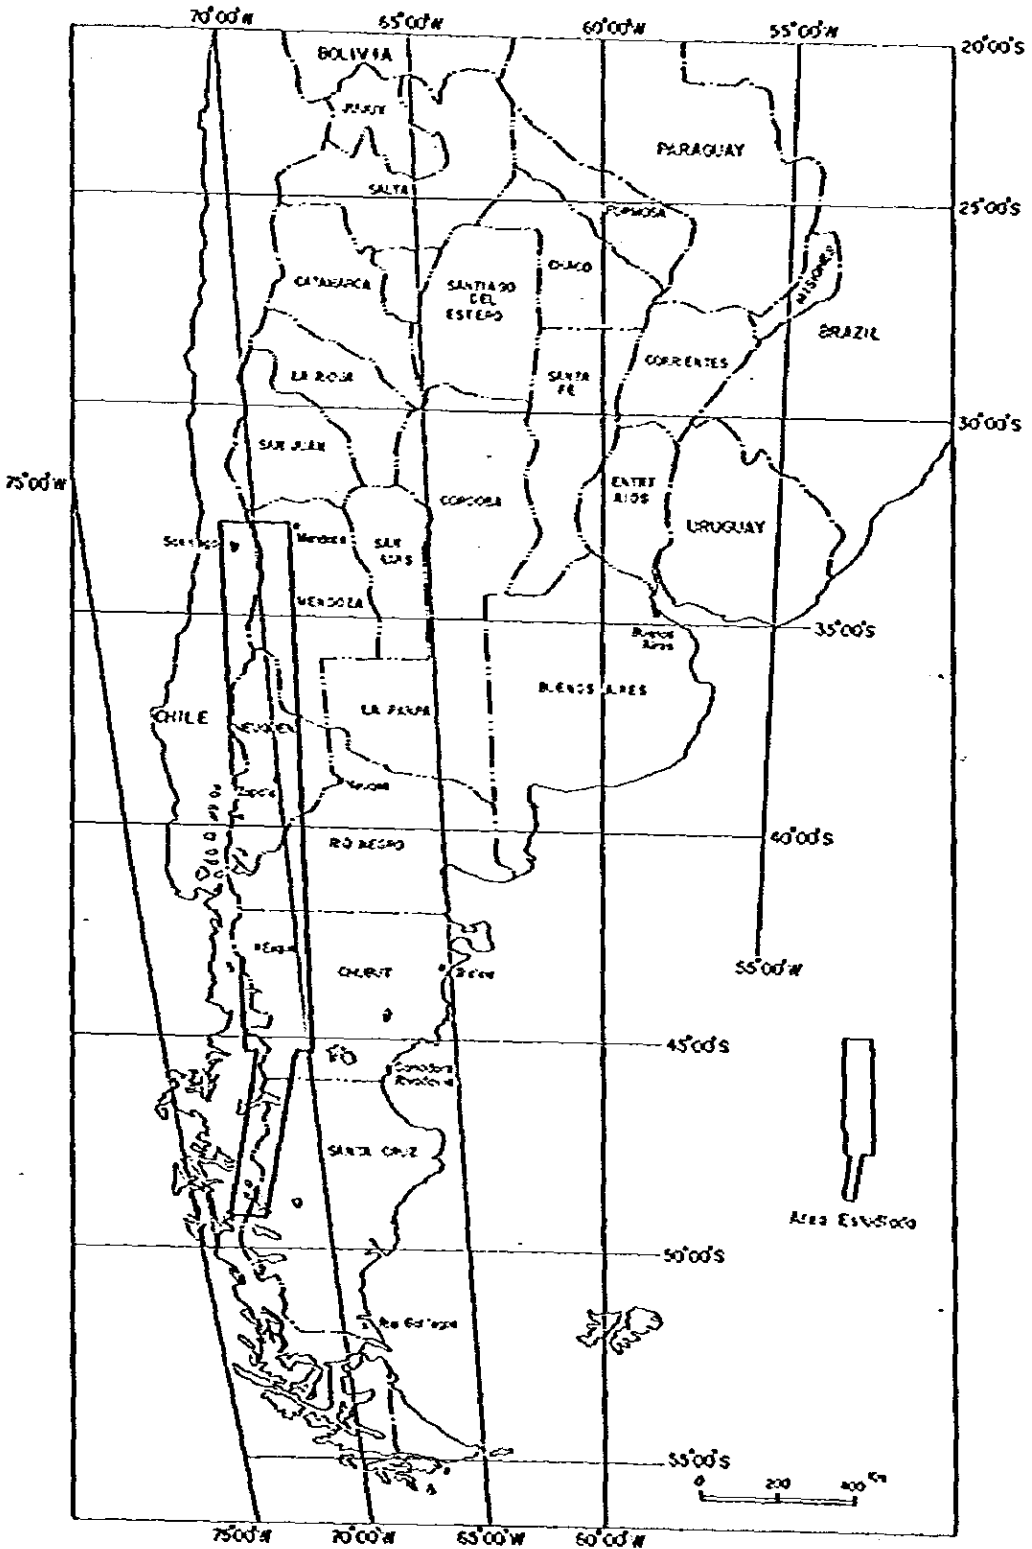 70°00'W
65°00'W
60°00'W
55°00'W
20°00'S
BOLIVIA
JUJUY
PARAGUAY
SALTA
25°00'S
FORMOSA
CHACO
MISIONES
CATAMARCA
SANTIAGO
DEL
ESTERO
BRAZIL
CORRIENTES
LA RIOJA
SANTA
FE
30°00'S
SAN JUAN
75°00'W
CORDOBA
ENTRE
RIOS
URUGUAY
Santiago
Mendoza
SAN
LUIS
MENDOZA
35°00'S
Buenos
Aires
BUENOS AIRES
CHILE
LA PAMPA
NEUQUEN
Zapala
Neuquen
RIO NEGRO
40°00'S
Esquel
CHUBUT
55°00'W
45°00'S
Comodoro
Rivadavia
SANTA CRUZ
Area Estudiada
50°00'S
Rio Gallegos
55°00'S
0 200 400 Km
75°00'W
70°00'W
65°00'W
60°00'W